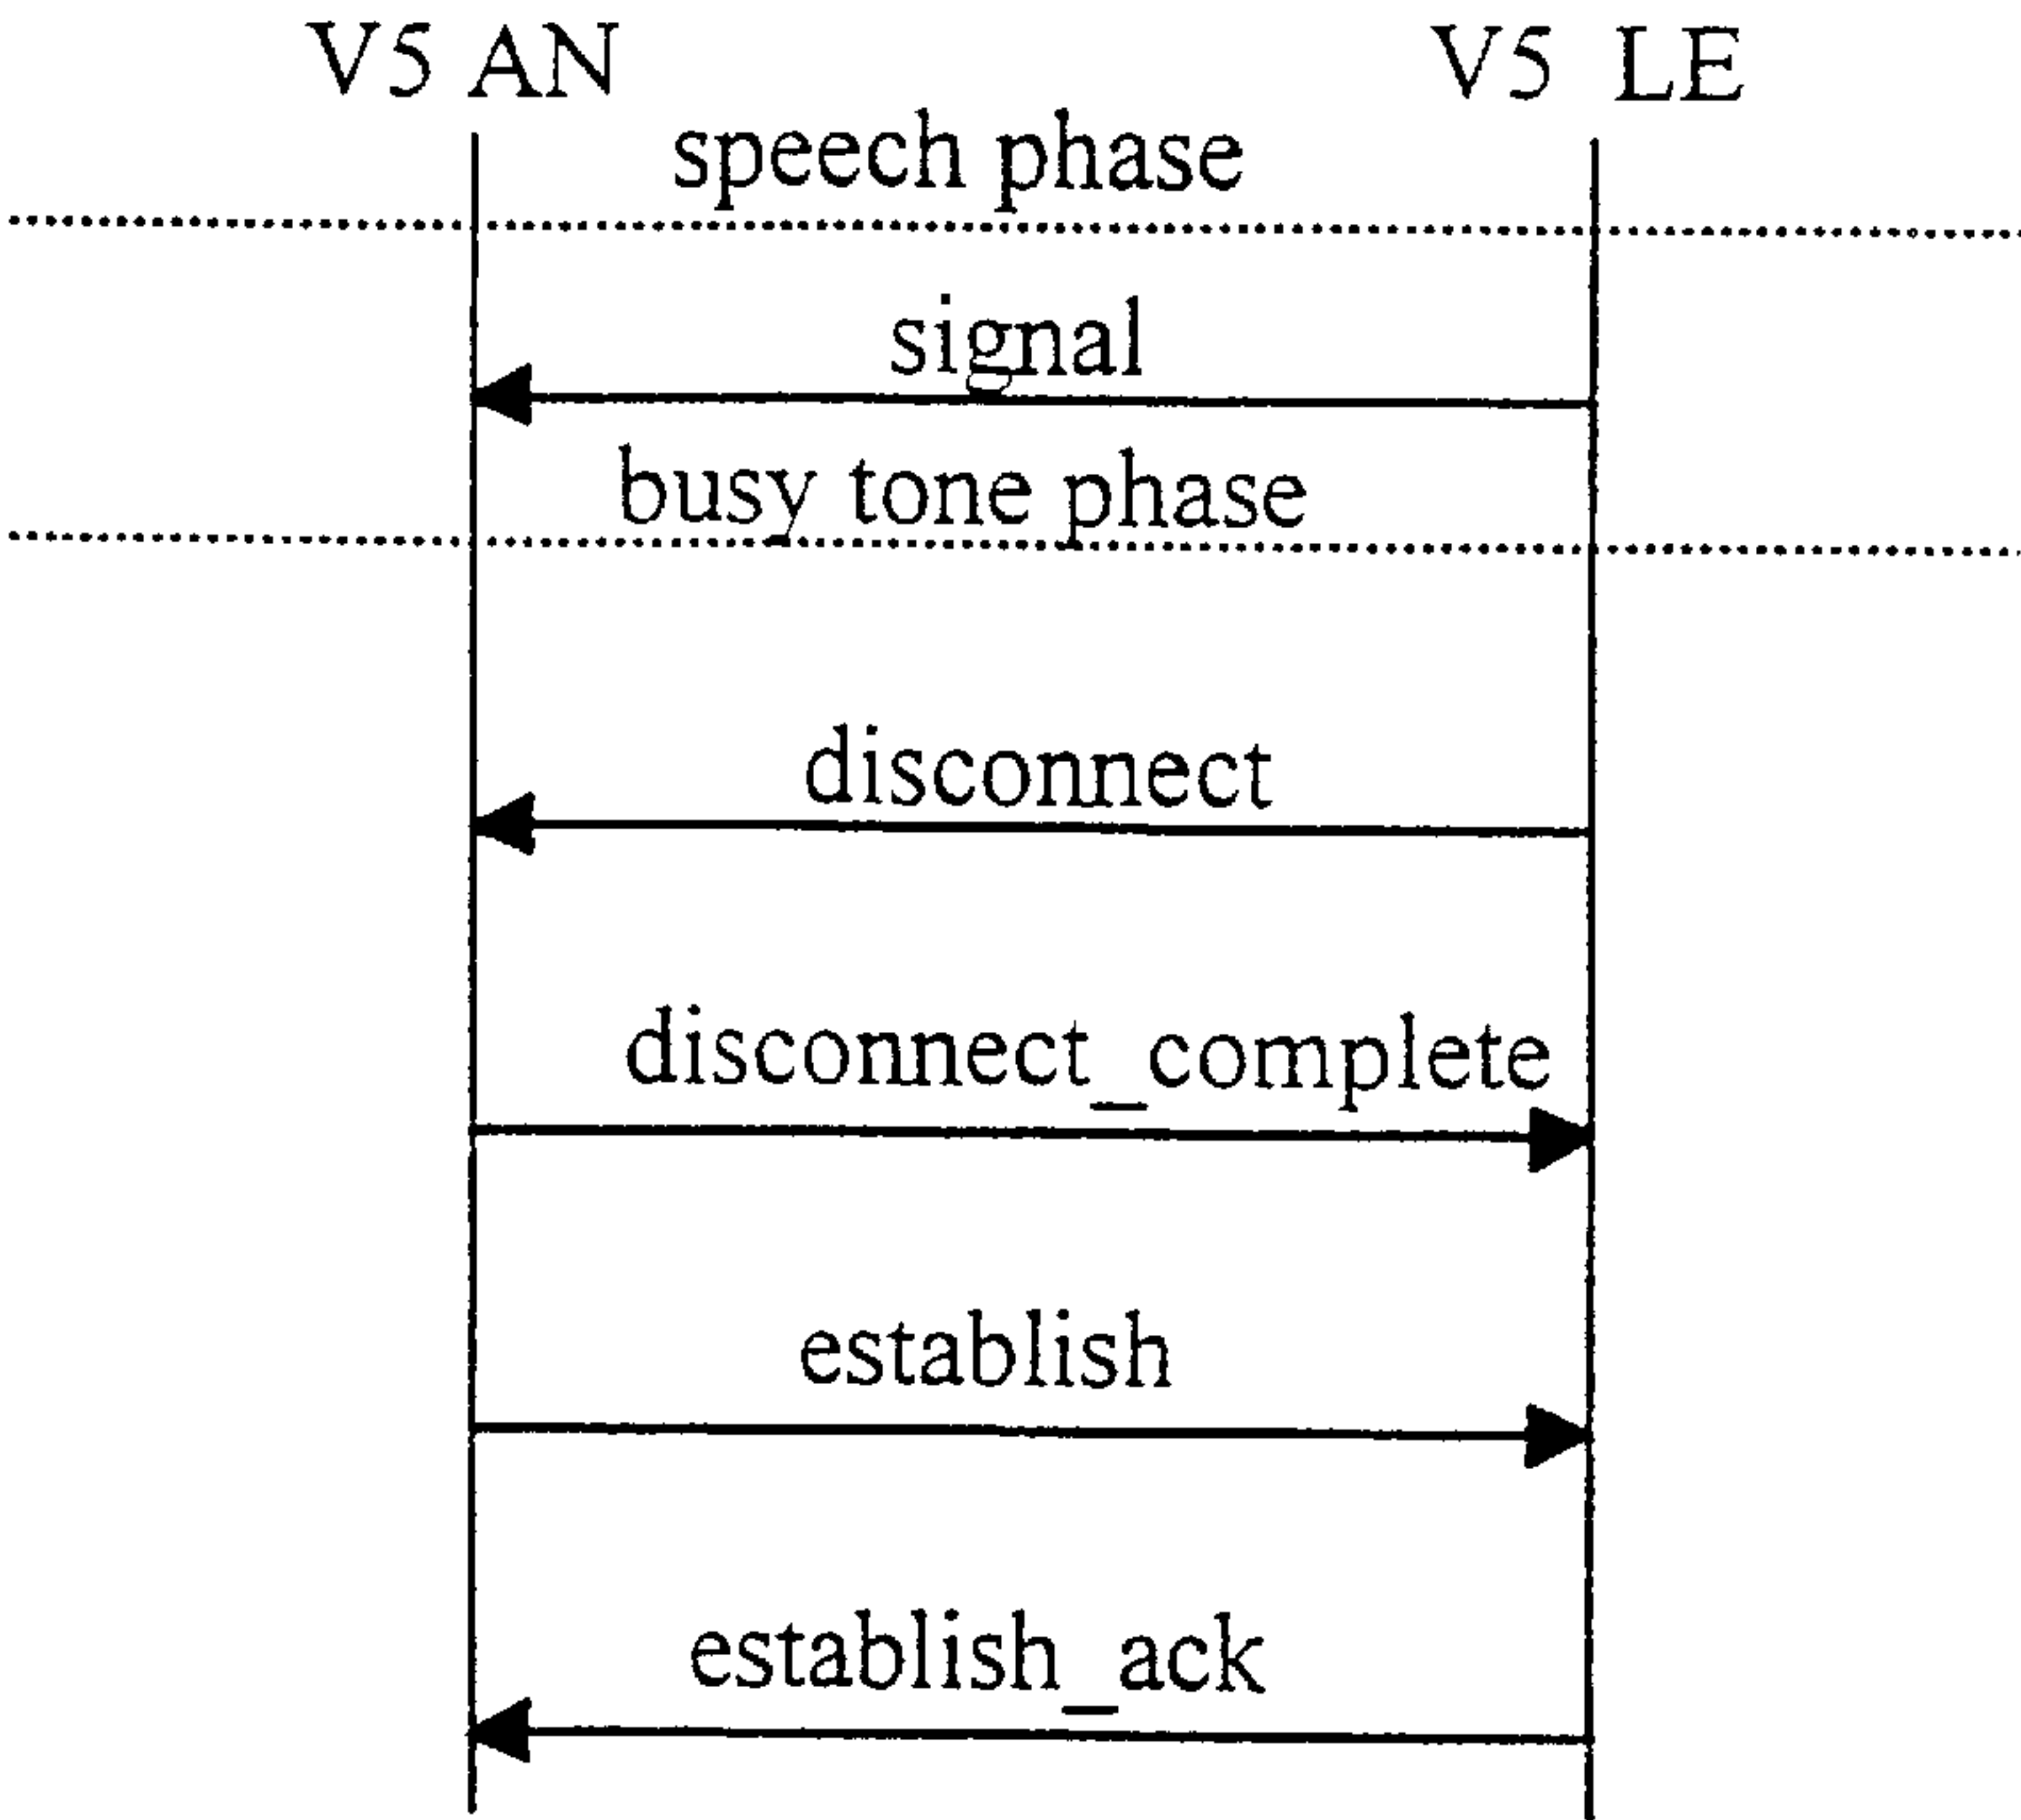 V5 AN V5 LE
speech phase
signal
busy tone phase
disconnect
disconnect_complete
establish
establish_ack